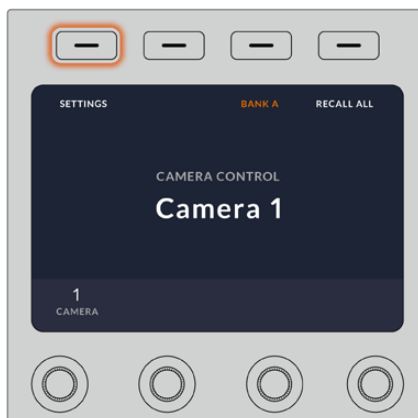 SETTINGS BANK A RECALL ALL
CAMERA CONTROL
Camera 1
1
CAMERA